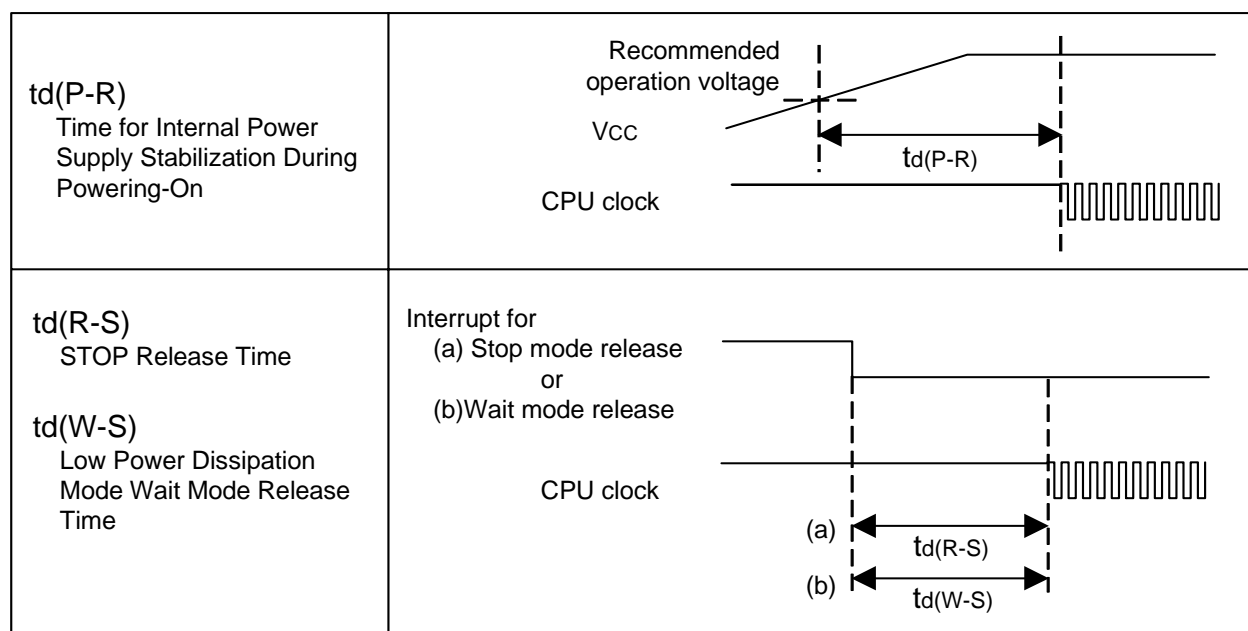 td(P-R)
Time for Internal Power
Supply Stabilization During
Powering-On
Recommended
operation voltage
VCC
td(P-R)
CPU clock
td(R-S)
STOP Release Time
td(W-S)
Low Power Dissipation
Mode Wait Mode Release
Time
Interrupt for
(a) Stop mode release
or
(b)Wait mode release
CPU clock
(a)
td(R-S)
(b)
td(W-S)